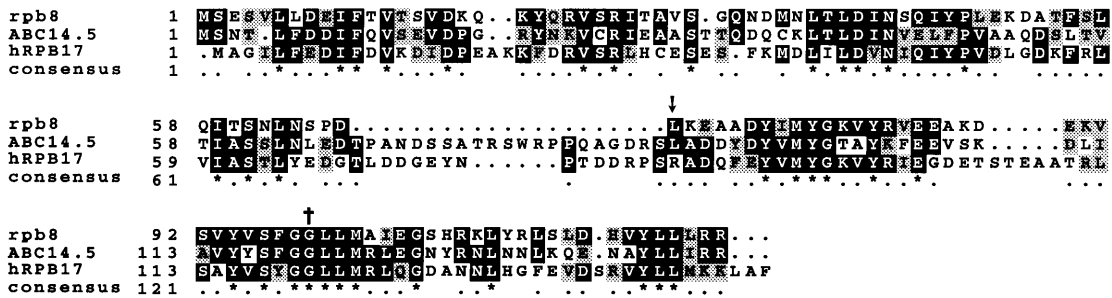 rpb8 1 MSESVLLDEIFTVTSVDKQ..KYQRVSRITAVS.GQNDMNLTLDINSQIYPLEKDATFSL
ABC14.5 1 MSNT.LFDDIFQVSEVDPG..RYNKVCRIEAASTTQDQCKLTLDINVELFPVAAQDSLTV
hRPB17 1 .MAGILFEDIFDVKDIDPEAKKFDRVSRLHCESES.FKMDLILDVNIQIYPVDLGDKFRL
consensus 1 . . . . * . . . * * . * . . . * . . . . . * . * . . . * . . . . * . * * . * . . . . * . . . .
↓
rpb8 58 QITSNLNSPD.....................LKEAADYIMYGKVYRVEEAKD.....EKV
ABC14.5 58 TIASSLNLEDTPANDSSATRSWRPPQAGDRSLADDYDYVMYGTAYKFEEVSK.....DLI
hRPB17 59 VIASTLYEDGTLDDGEYN......PTDDRPSRADQFEYVMYGKVYRIEGDETSTEAATRL
consensus 61 * . * . * . . . . . . . . . . * . * * * . . * . . * . . . .
†
rpb8 92 SVYVSFGGLLMAIEGSHRKLYRLSLD.HVYLLLRR...
ABC14.5 113 AVYYSFGGLLMRLEGNYRNLNNLKQE.NAYLLIRR...
hRPB17 113 SAYVSYGGLLMRLQGDANNLHGFEVDSRVYLLMKKLAF
consensus 121 . . * . * . * * * * * . . . * . . . * . . . . . * * * . . .